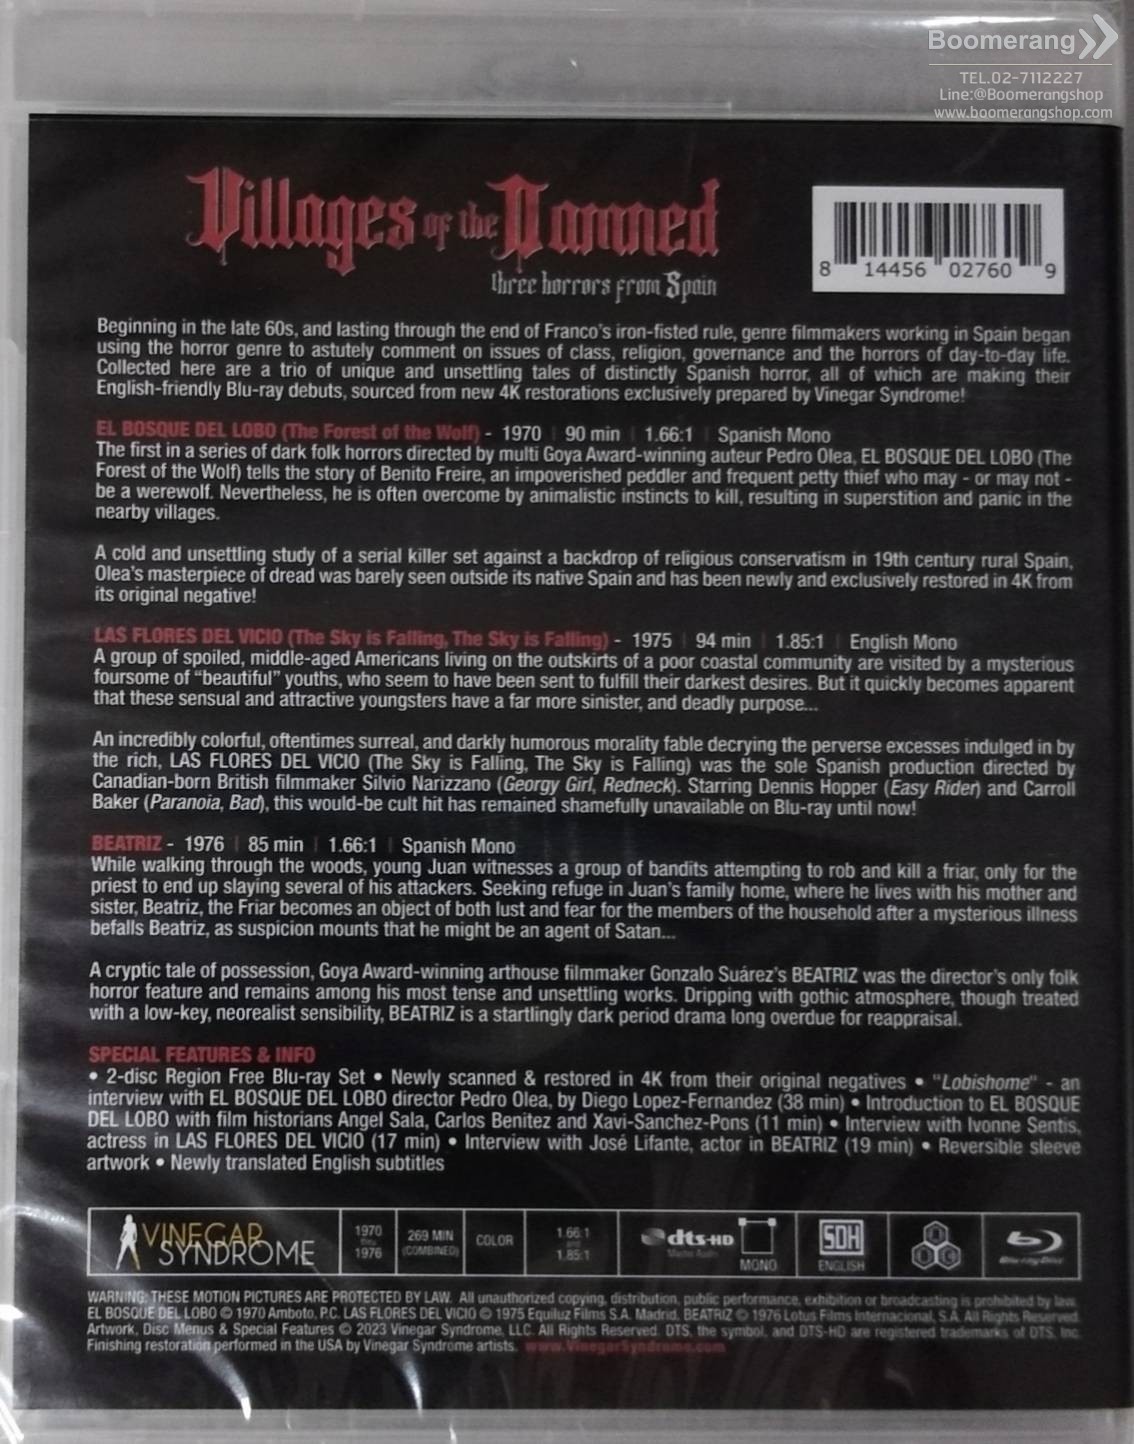 Boomerang
TEL.02-7112227
Line:@Boomerangshop
www.boomerangshop.com
Villages of the Damned
three horrors from Spain
8 14456 02760 9
Beginning in the late 60s, and lasting through the end of Franco's iron-fisted rule, genre filmmakers working in Spain began
using the horror genre to astutely comment on issues of class, religion, governance and the horrors of day-to-day life.
Collected here are a trio of unique and unsettling tales of distinctly Spanish horror, all of which are making their
English-friendly Blu-ray debuts, sourced from new 4K restorations exclusively prepared by Vinegar Syndrome!
EL BOSQUE DEL LOBO (The Forest of the Wolf) - 1970 | 90 min | 1.66:1 | Spanish Mono
The first in a series of dark folk horrors directed by multi Goya Award-winning auteur Pedro Olea, EL BOSQUE DEL LOBO (The
Forest of the Wolf) tells the story of Benito Freire, an impoverished peddler and frequent petty thief who may - or may not -
be a werewolf. Nevertheless, he is often overcome by animalistic instincts to kill, resulting in superstition and panic in the
nearby villages.
A cold and unsettling study of a serial killer set against a backdrop of religious conservatism in 19th century rural Spain,
Olea's masterpiece of dread was barely seen outside its native Spain and has been newly and exclusively restored in 4K from
its original negative!
LAS FLORES DEL VICIO (The Sky is Falling, The Sky is Falling) - 1975 | 94 min | 1.85:1 | English Mono
A group of spoiled, middle-aged Americans living on the outskirts of a poor coastal community are visited by a mysterious
foursome of "beautiful" youths, who seem to have been sent to fulfill their darkest desires. But it quickly becomes apparent
that these sensual and attractive youngsters have a far more sinister, and deadly purpose...
An incredibly colorful, oftentimes surreal, and darkly humorous morality fable decrying the perverse excesses indulged in by
the rich, LAS FLORES DEL VICIO (The Sky is Falling, The Sky is Falling) was the sole Spanish production directed by
Canadian-born British filmmaker Silvio Narizzano (Georgy Girl, Redneck). Starring Dennis Hopper (Easy Rider) and Carroll
Baker (Paranoia, Bad), this would-be cult hit has remained shamefully unavailable on Blu-ray until now!
BEATRIZ - 1976 | 85 min | 1.66:1 | Spanish Mono
While walking through the woods, young Juan witnesses a group of bandits attempting to rob and kill a friar, only for the
priest to end up slaying several of his attackers. Seeking refuge in Juan's family home, where he lives with his mother and
sister, Beatriz, the Friar becomes an object of both lust and fear for the members of the household after a mysterious illness
befalls Beatriz, as suspicion mounts that he might be an agent of Satan...
A cryptic tale of possession, Goya Award-winning arthouse filmmaker Gonzalo Suárez's BEATRIZ was the director's only folk
horror feature and remains among his most tense and unsettling works. Dripping with gothic atmosphere, though treated
with a low-key, neorealist sensibility, BEATRIZ is a startlingly dark period drama long overdue for reappraisal.
SPECIAL FEATURES & INFO
• 2-disc Region Free Blu-ray Set • Newly scanned & restored in 4K from their original negatives • "Lobishome" - an
interview with EL BOSQUE DEL LOBO director Pedro Olea, by Diego Lopez-Fernandez (38 min) • Introduction to EL BOSQUE
DEL LOBO with film historians Angel Sala, Carlos Benitez and Xavi-Sanchez-Pons (11 min) • Interview with Ivonne Sentis,
actress in LAS FLORES DEL VICIO (17 min) • Interview with José Lifante, actor in BEATRIZ (19 min) • Reversible sleeve
artwork • Newly translated English subtitles
VINEGAR
SYNDROME
1970
thru
1976
269 MIN
(COMBINED)
COLOR
1.66:1
and
1.85:1
dts-HD
Master Audio
MONO
SDH
ENGLISH
A B C
Blu-ray Disc
WARNING: THESE MOTION PICTURES ARE PROTECTED BY LAW. All unauthorized copying, distribution, public performance, exhibition or broadcasting is prohibited by law.
EL BOSQUE DEL LOBO © 1970 Amboto, P.C. LAS FLORES DEL VICIO © 1975 Equiluz Films S.A. Madrid. BEATRIZ © 1976 Lotus Films Internacional, S.A. All Rights Reserved.
Artwork, Disc Menus & Special Features © 2023 Vinegar Syndrome, LLC. All Rights Reserved. DTS, the symbol, and DTS-HD are registered trademarks of DTS, Inc.
Finishing restoration performed in the USA by Vinegar Syndrome artists. www.VinegarSyndrome.com